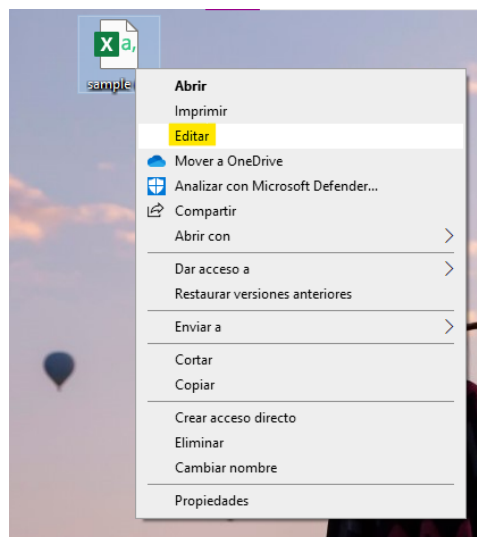 X a,
sample
Abrir
Imprimir
Editar
Mover a OneDrive
Analizar con Microsoft Defender...
Compartir
Abrir con
Dar acceso a
Restaurar versiones anteriores
Enviar a
Cortar
Copiar
Crear acceso directo
Eliminar
Cambiar nombre
Propiedades